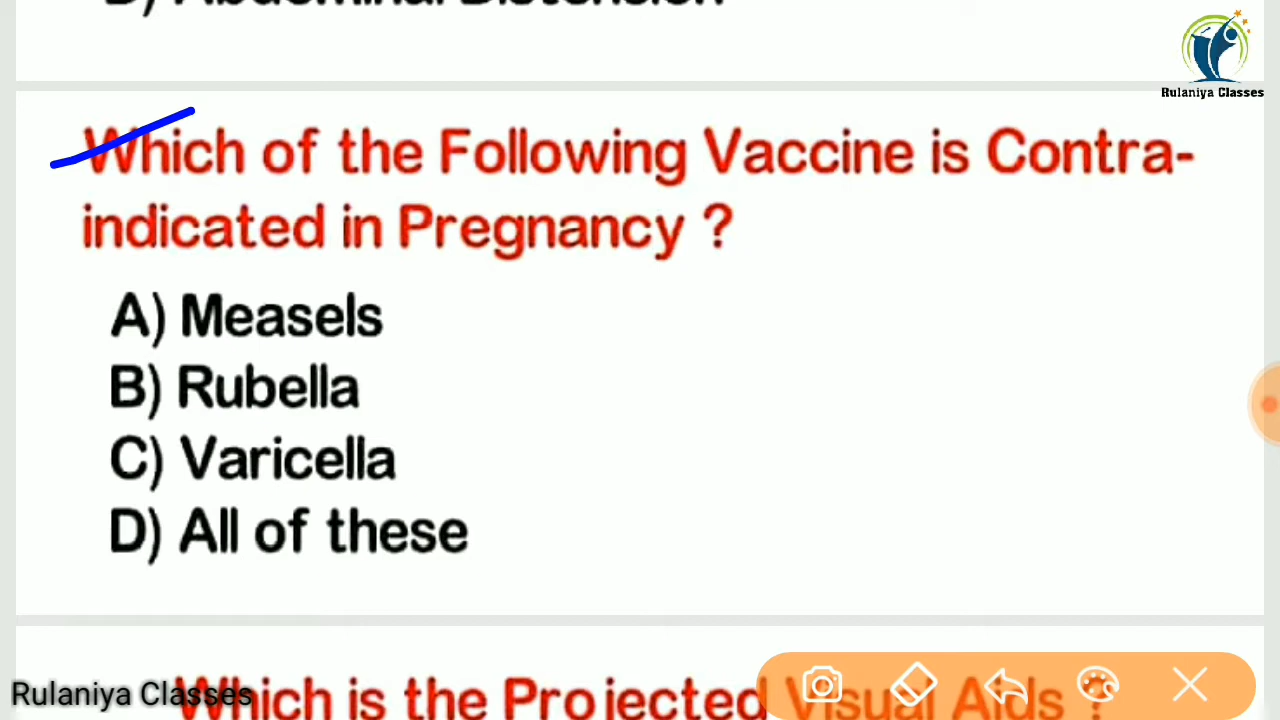 D) Abdominal Distension
Rulaniya Classes
Which of the Following Vaccine is Contra-
indicated in Pregnancy ?
A) Measels
B) Rubella
C) Varicella
D) All of these
Which is the Projected Visual Aids ?
Rulaniya Classes